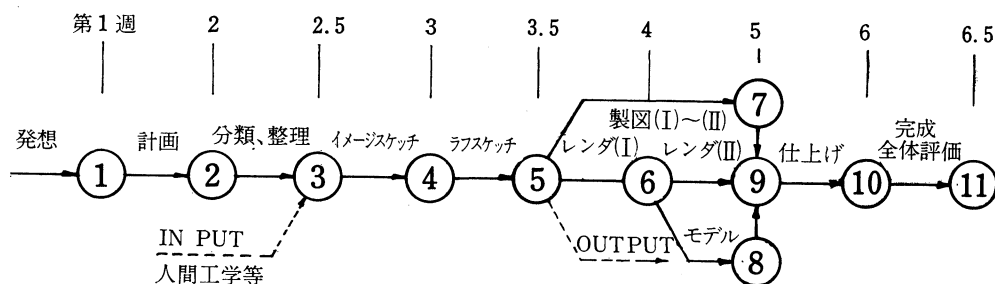 第1週 2 2.5 3 3.5 4 5 6 6.5
発想 計画 分類、整理 イメージスケッチ ラフスケッチ
製図(Ⅰ)~(Ⅱ)
レンダ(Ⅰ) レンダ(Ⅱ) 仕上げ
完成
全体評価
① ② ③ ④ ⑤ ⑥ ⑦ ⑧ ⑨ ⑩ ⑪
IN PUT
人間工学等
OUTPUT
モデル